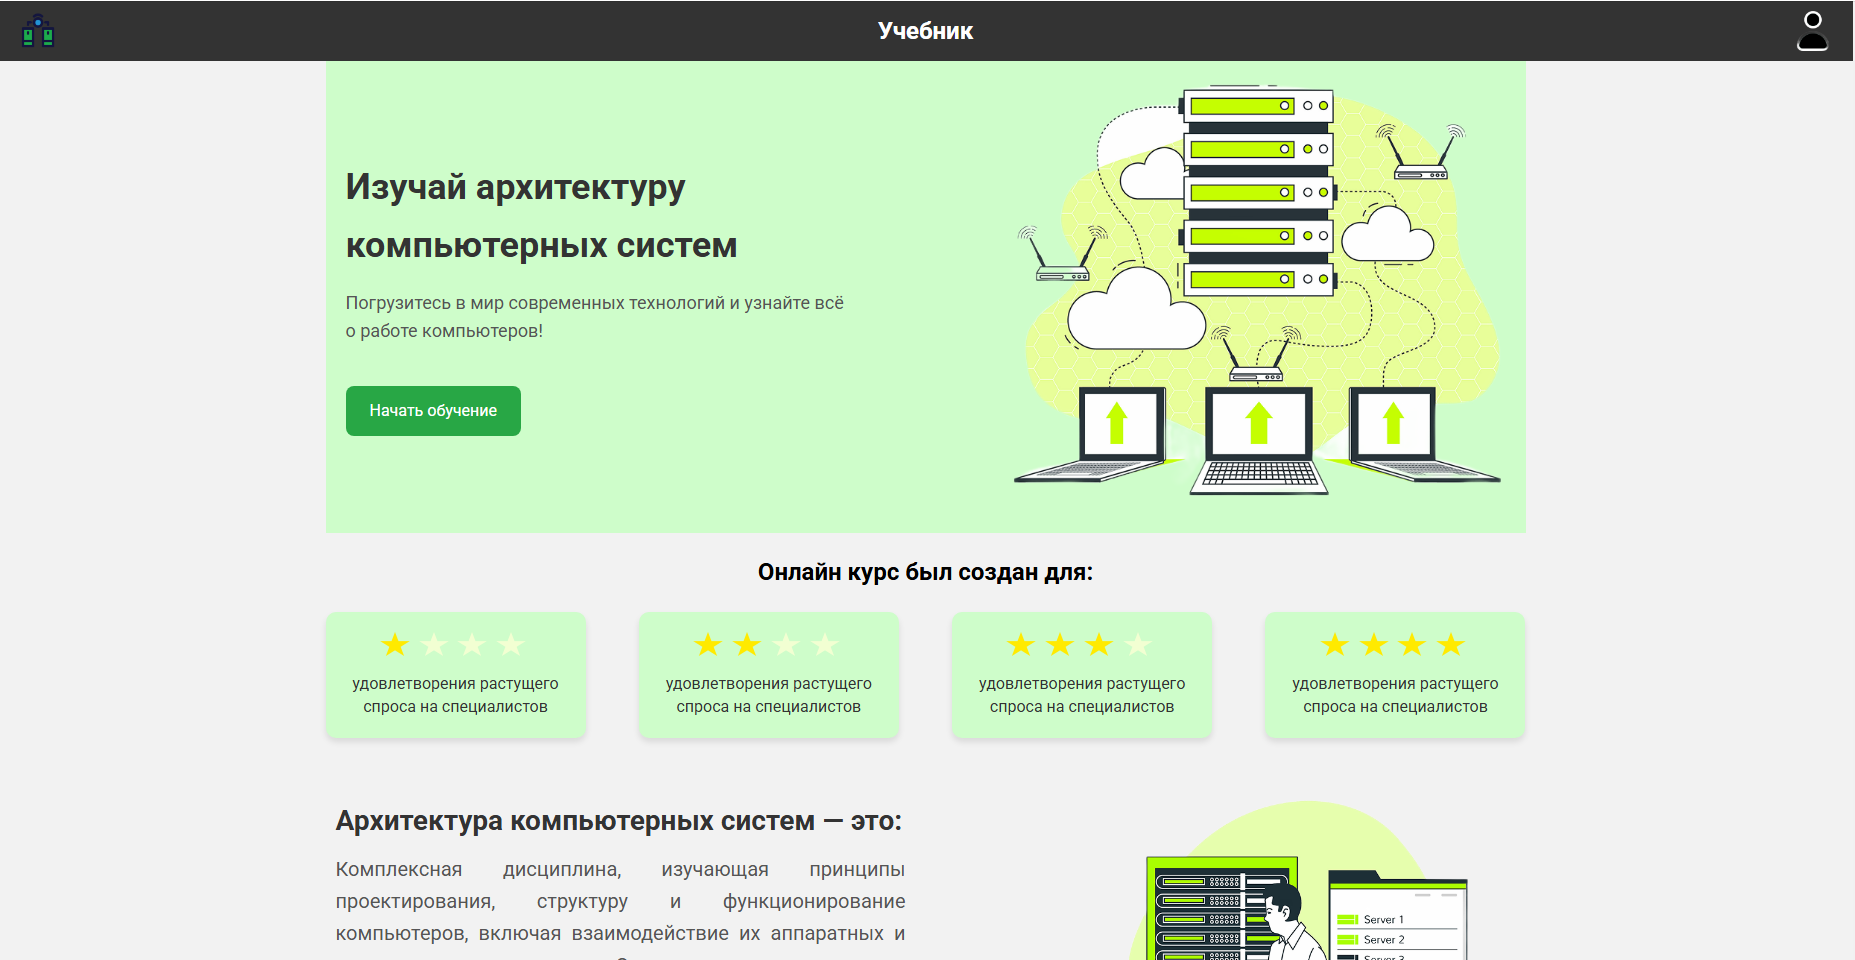 Учебник
Изучай архитектуру
компьютерных систем
Погрузитесь в мир современных технологий и узнайте всё
о работе компьютеров!
Начать обучение
Онлайн курс был создан для:
удовлетворения растущего
спроса на специалистов
удовлетворения растущего
спроса на специалистов
удовлетворения растущего
спроса на специалистов
удовлетворения растущего
спроса на специалистов
Архитектура компьютерных систем — это:
Комплексная дисциплина, изучающая принципы
проектирования, структуру и функционирование
компьютеров, включая взаимодействие их аппаратных и
Server 1
Server 2
Server 3